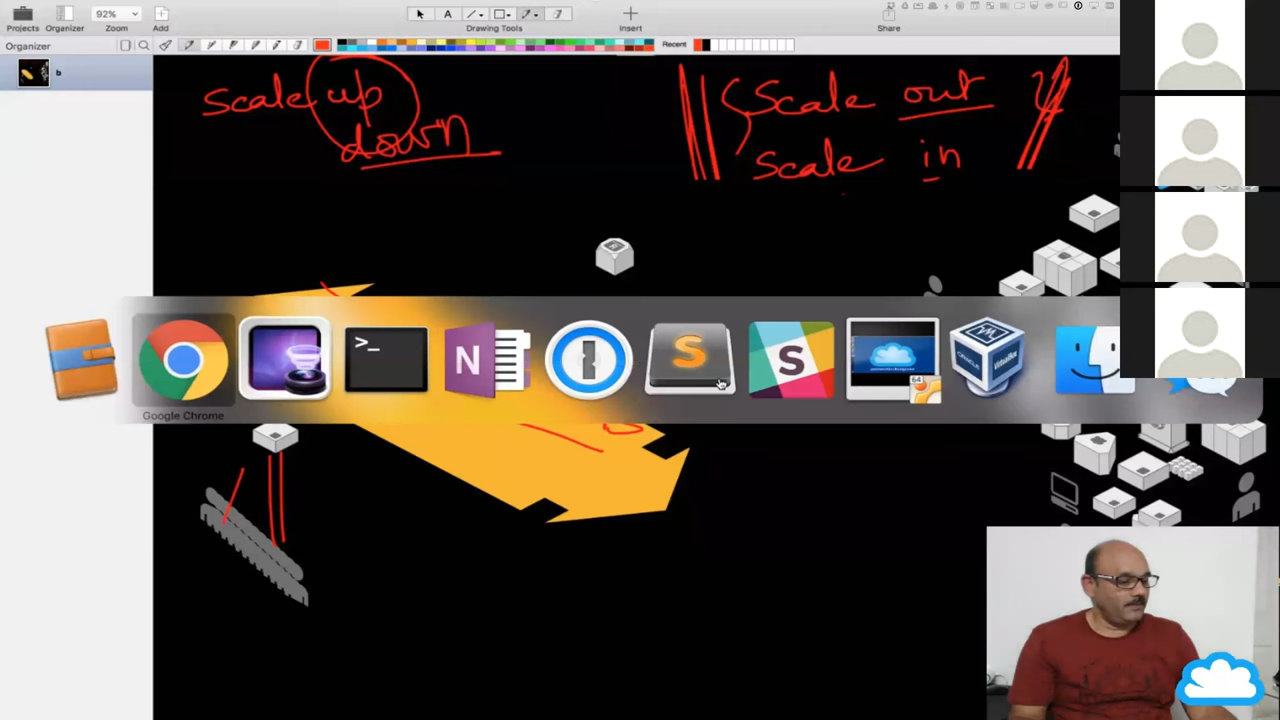 Projects Organizer
92%
Zoom
Add
Drawing Tools
Insert
Share
Organizer
Recent
b
scale up
down
Scale out
Scale in
>_
N
S
S
64
Google Chrome